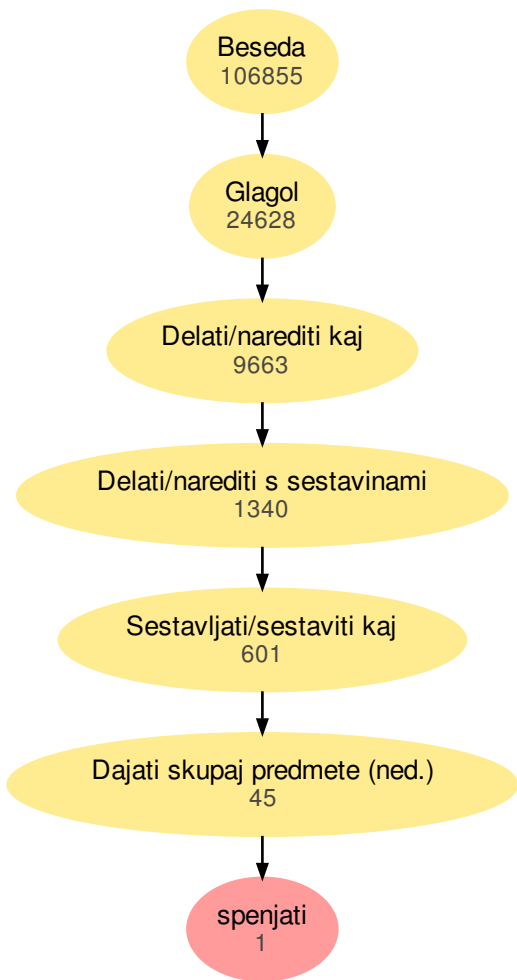 Beseda
106855
Glagol
24628
Delati/narediti kaj
9663
Delati/narediti s sestavinami
1340
Sestavljati/sestaviti kaj
601
Dajati skupaj predmete (ned.)
45
spenjati
1